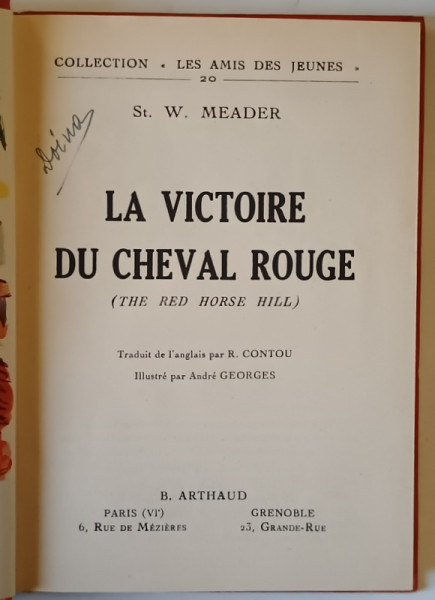 COLLECTION « LES AMIS DES JEUNES »
20
St. W. MEADER
Doina
LA VICTOIRE
DU CHEVAL ROUGE
(THE RED HORSE HILL)
Traduit de l'anglais par R. CONTOU
Illustré par André GEORGES
B. ARTHAUD
PARIS (VIe) GRENOBLE
6, RUE DE MÉZIÈRES 23, GRANDE-RUE